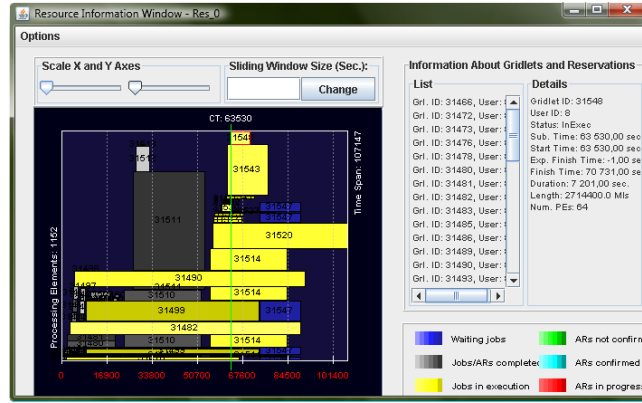 Resource Information Window - Res_0
Options
Scale X and Y Axes
Sliding Window Size (Sec.):
Change
CT: 63530
Time Span: 107147
Processing Elements: 1152
31543
31511
31547
31520
31514
31490
31510
31514
31499
31547
31482
31510
31514
0 16900 33800 50700 67600 84500 101400
Information About Gridlets and Reservations
List
Grl. ID: 31466, User:
Grl. ID: 31472, User:
Grl. ID: 31473, User:
Grl. ID: 31476, User:
Grl. ID: 31478, User:
Grl. ID: 31480, User:
Grl. ID: 31481, User:
Grl. ID: 31482, User:
Grl. ID: 31483, User:
Grl. ID: 31485, User:
Grl. ID: 31486, User:
Grl. ID: 31489, User:
Grl. ID: 31490, User:
Grl. ID: 31493, User:
Details
Gridlet ID: 31548
User ID: 8
Status: InExec
Sub. Time: 63 530,00 sec
Start Time: 63 530,00 sec
Exp. Finish Time: -1,00 se
Finish Time: 70 731,00 se
Duration: 7 201,00 sec.
Length: 2714400.0 MIs
Num. PEs: 64
Waiting jobs
ARs not confirm
Jobs/ARs complete
ARs confirmed
Jobs in execution
ARs in progres